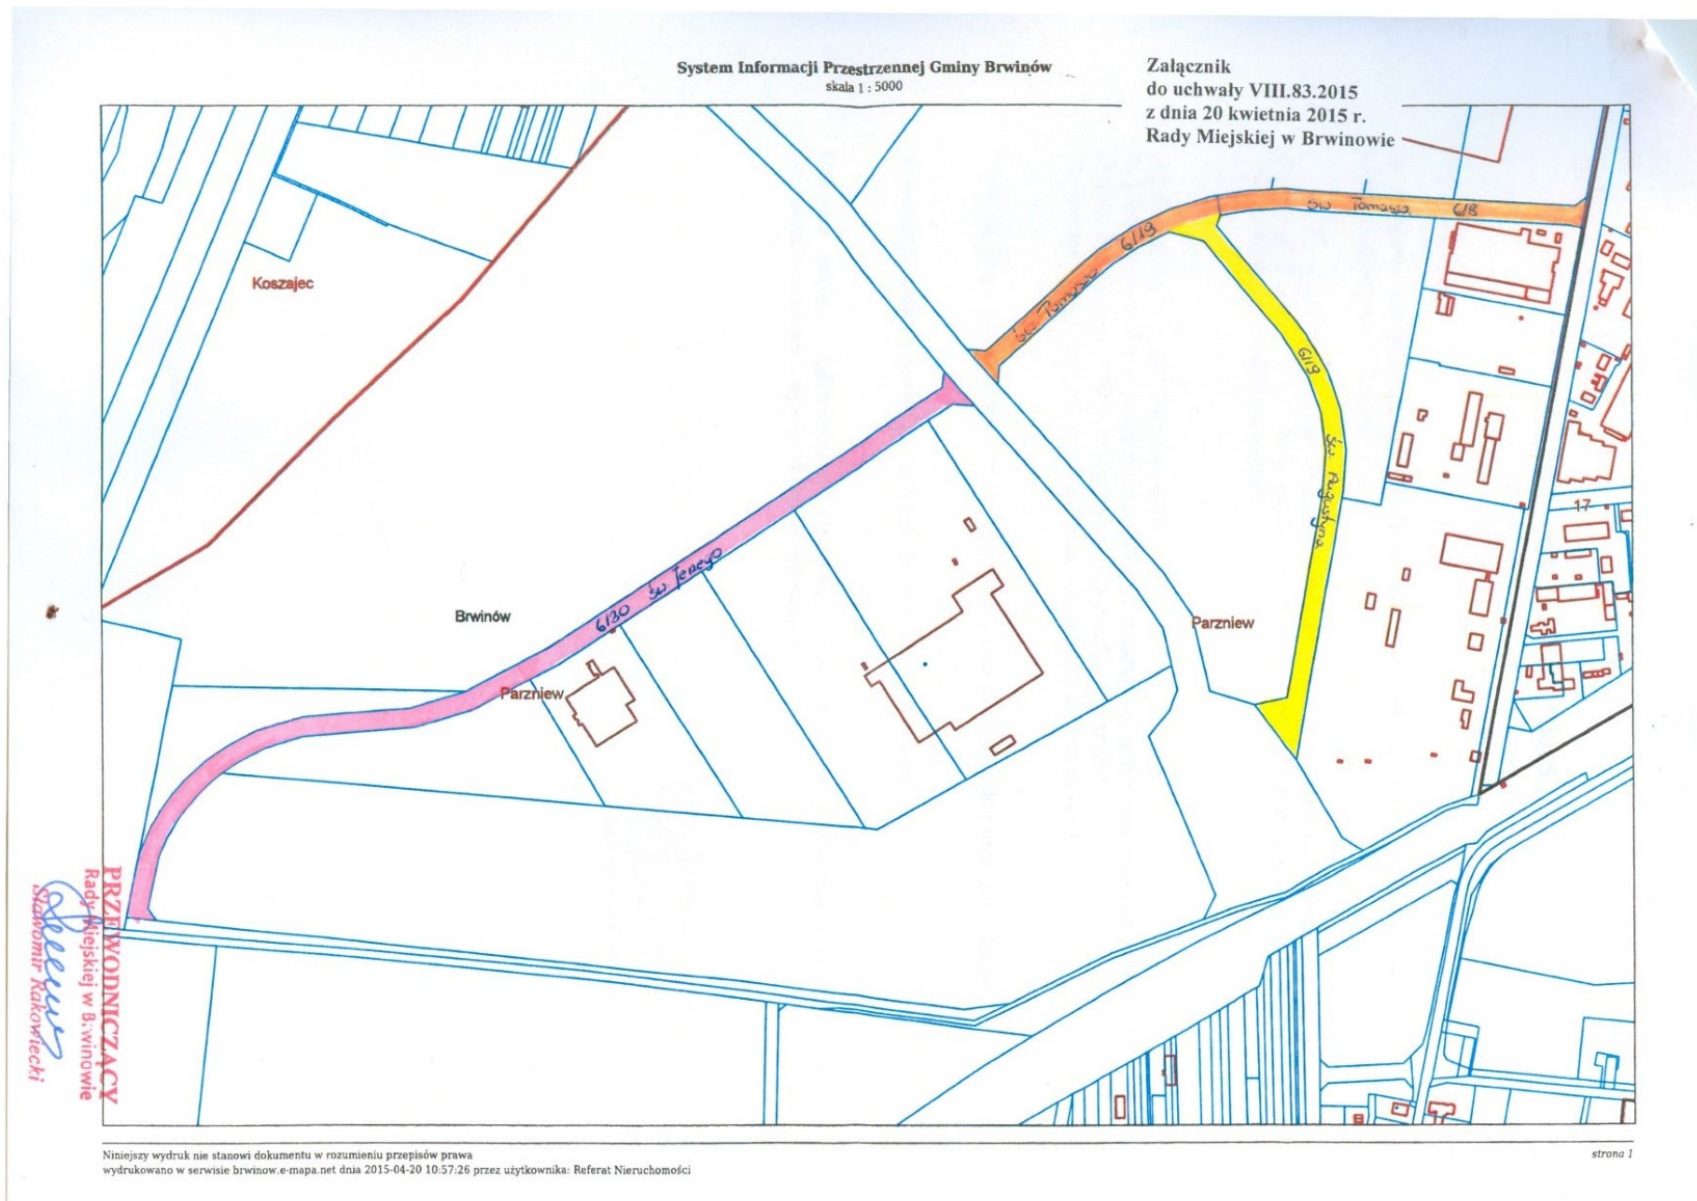 System Informacji Przestrzennej Gminy Brwinów
skala 1 : 5000
Załącznik
do uchwały VIII.83.2015
z dnia 20 kwietnia 2015 r.
Rady Miejskiej w Brwinowie
św Tomasza 6/8
św Tomasza 6/19
Koszajec
6/19
św. Augustyna
17
6/30 św. Jerzego
Brwinów
Parzniew
Parzniew
PRZEWODNICZĄCY
Rady Miejskiej w Brwinowie
Sławomir Rakowiecki
Niniejszy wydruk nie stanowi dokumentu w rozumieniu przepisów prawa
wydrukowano w serwisie brwinow.e-mapa.net dnia 2015-04-20 10:57:26 przez użytkownika: Referat Nieruchomości
strona 1